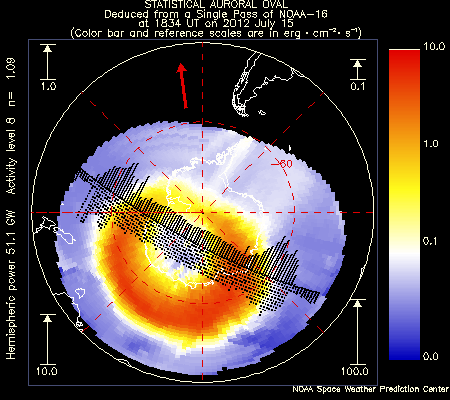 STATISTICAL AURORAL OVAL
Deduced from a Single Pass of NOAA-16
at 1834 UT on 2012 July 15
(Color bar and reference scales are in erg · cm⁻² · s⁻¹)
Hemispheric power 51.1 GW Activity level 8 n= 1.09
1.0
0.1
-60
10.0
100.0
10.0
1.0
0.1
0.0
NOAA Space Weather Prediction Center